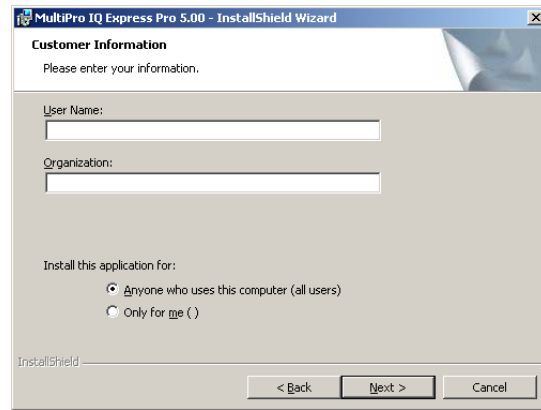 MultiPro IQ Express Pro 5.00 - InstallShield Wizard
Customer Information
Please enter your information.
User Name:
Organization:
Install this application for:
Anyone who uses this computer (all users)
Only for me ( )
InstallShield
< Back Next > Cancel